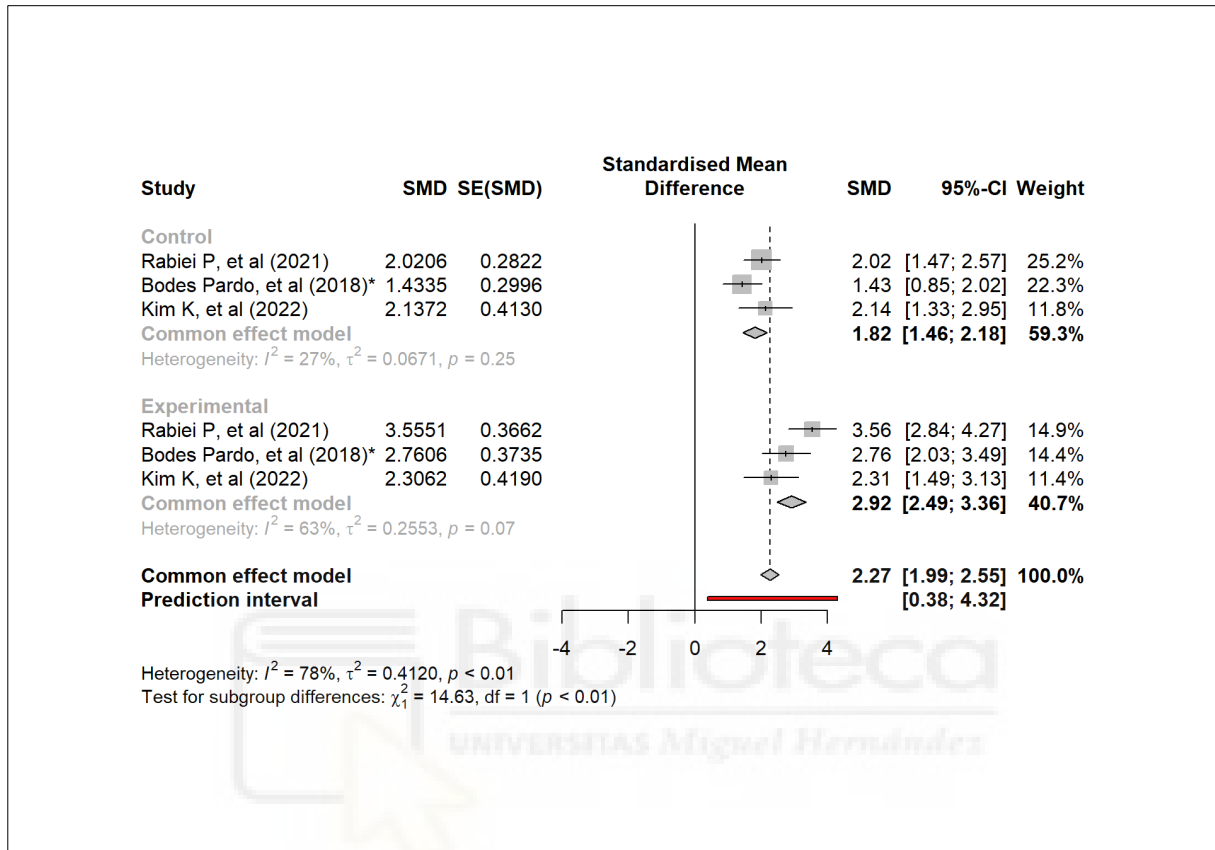 Standardised Mean
Study SMD SE(SMD) Difference SMD 95%-CI Weight
Control
Rabiei P, et al (2021) 2.0206 0.2822 2.02 [1.47; 2.57] 25.2%
Bodes Pardo, et al (2018)* 1.4335 0.2996 1.43 [0.85; 2.02] 22.3%
Kim K, et al (2022) 2.1372 0.4130 2.14 [1.33; 2.95] 11.8%
Common effect model 1.82 [1.46; 2.18] 59.3%
Heterogeneity: I² = 27%, τ² = 0.0671, p = 0.25
Experimental
Rabiei P, et al (2021) 3.5551 0.3662 3.56 [2.84; 4.27] 14.9%
Bodes Pardo, et al (2018)* 2.7606 0.3735 2.76 [2.03; 3.49] 14.4%
Kim K, et al (2022) 2.3062 0.4190 2.31 [1.49; 3.13] 11.4%
Common effect model 2.92 [2.49; 3.36] 40.7%
Heterogeneity: I² = 63%, τ² = 0.2553, p = 0.07
Common effect model 2.27 [1.99; 2.55] 100.0%
Prediction interval [0.38; 4.32]
-4 -2 0 2 4
Heterogeneity: I² = 78%, τ² = 0.4120, p < 0.01
Test for subgroup differences: χ₁² = 14.63, df = 1 (p < 0.01)
Biblioteca
UNIVERSITAS Miguel Hernández